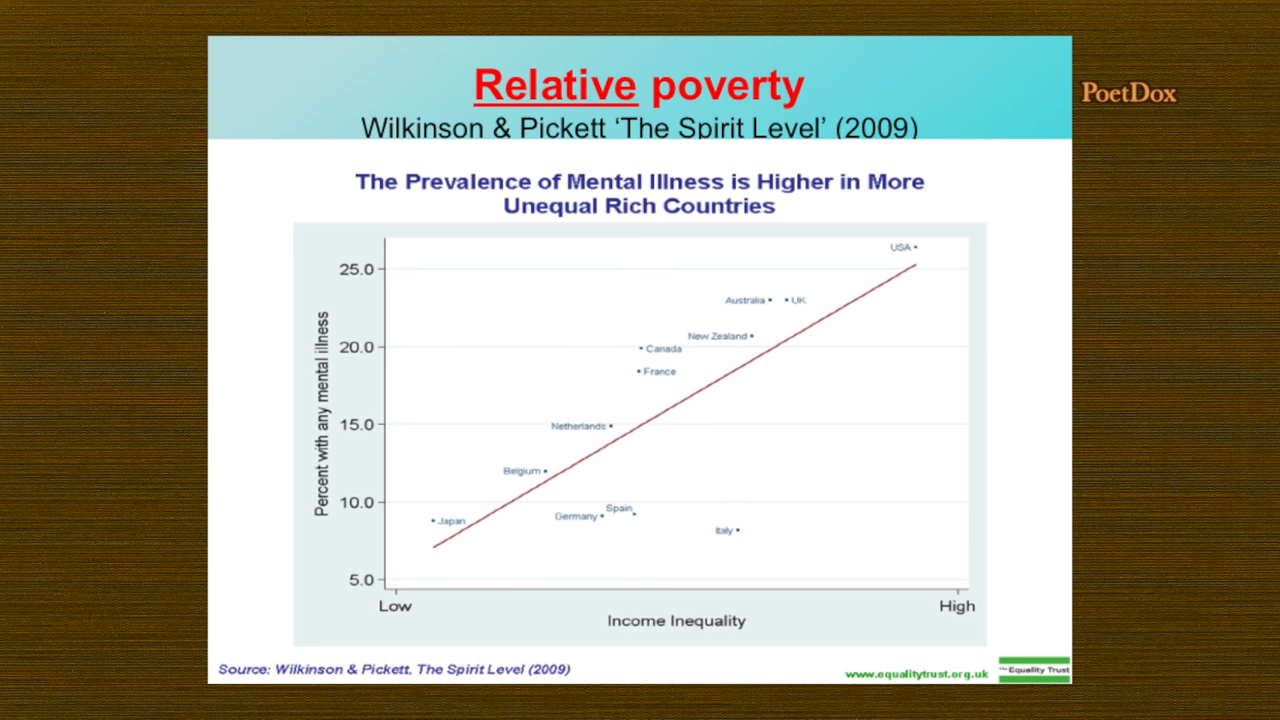 Relative poverty
PoetDox
Wilkinson & Pickett ‘The Spirit Level’ (2009)
The Prevalence of Mental Illness is Higher in More
Unequal Rich Countries
USA
25.0
Australia
UK
New Zealand
20.0
Canada
France
Percent with any mental illness
15.0
Netherlands
Belgium
10.0
Spain
Germany
Japan
Italy
5.0
Low
High
Income Inequality
Source: Wilkinson & Pickett, The Spirit Level (2009)
www.equalitytrust.org.uk
The Equality Trust